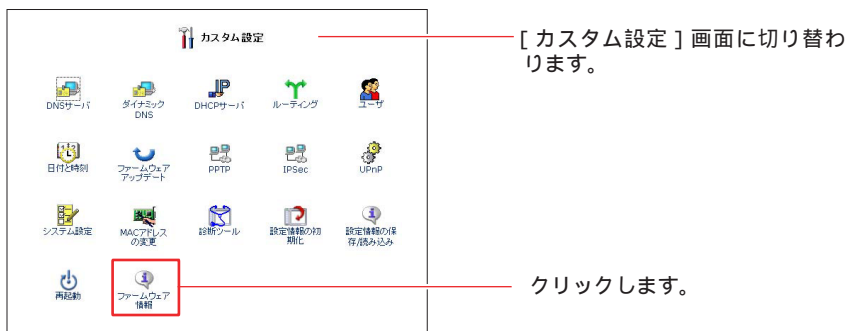 カスタム設定
[ カスタム設定 ] 画面に切り替わ
ります。
DNSサーバ
ダイナミック
DNS
DHCPサーバ
ルーティング
ユーザ
日付と時刻
ファームウェア
アップデート
PPTP
IPSec
UPnP
システム設定
MACアドレス
の変更
診断ツール
設定情報の初
期化
設定情報の保
存/読み込み
再起動
ファームウェア
情報
クリックします。